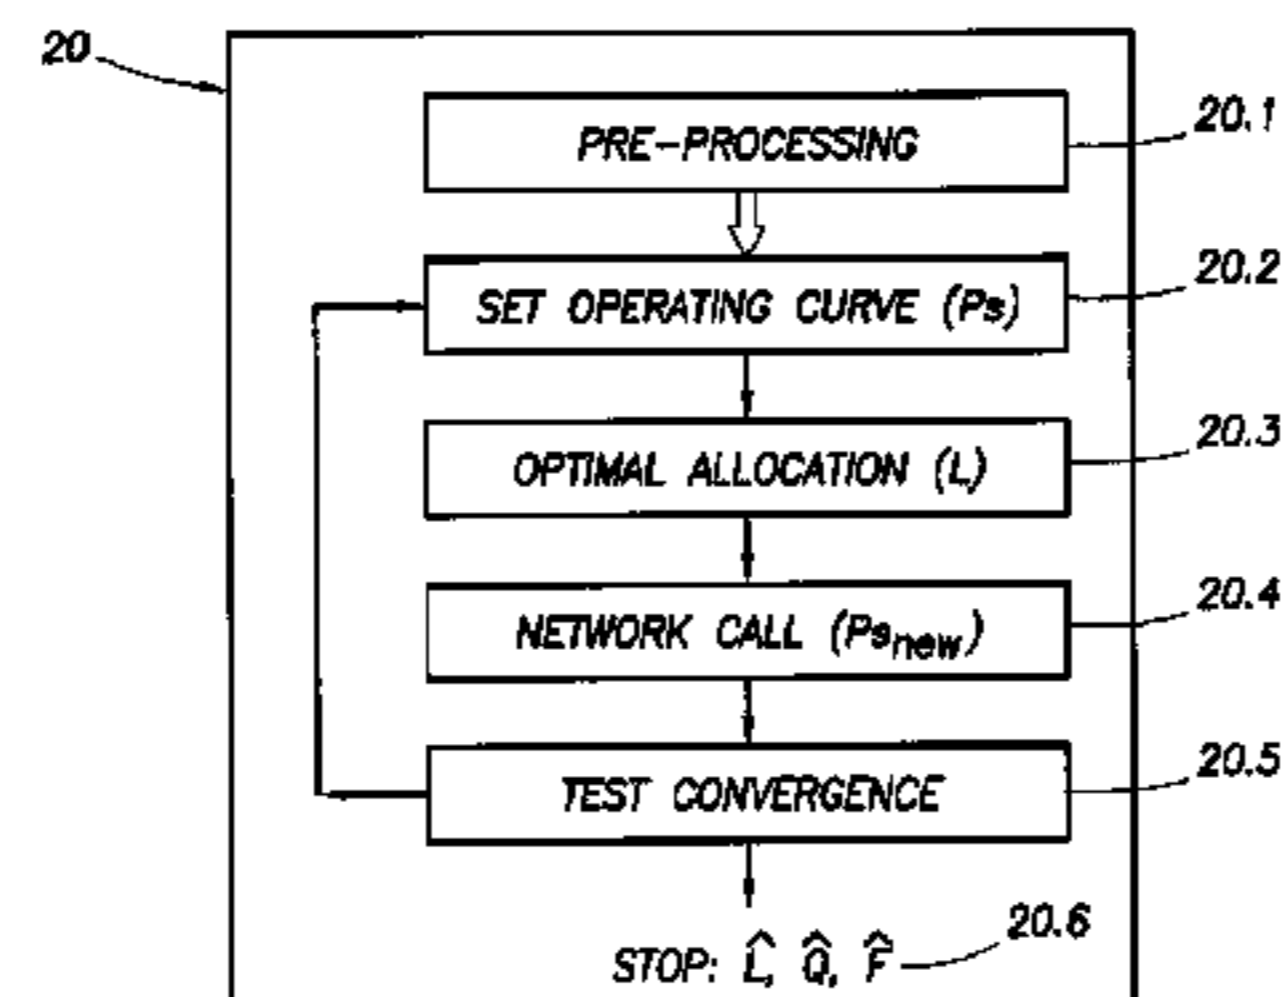 20
PRE-PROCESSING
20.1
SET OPERATING CURVE (Ps)
20.2
OPTIMAL ALLOCATION (L)
20.3
NETWORK CALL (Psnew)
20.4
TEST CONVERGENCE
20.5
STOP: L̂, Q̂, F̂
20.6